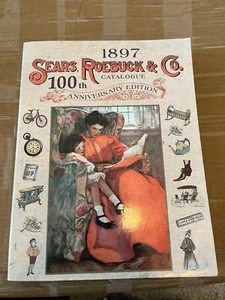 1897
SEARS, ROEBUCK & CO.
100th CATALOGUE
ANNIVERSARY EDITION